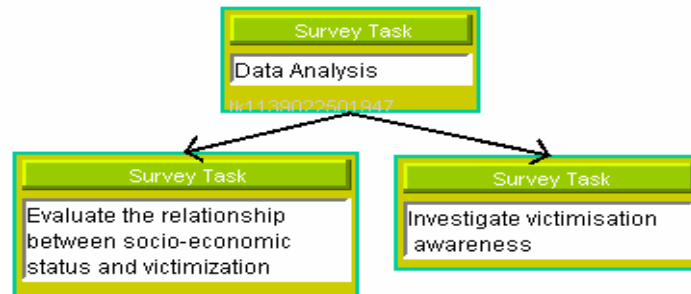 Survey Task
Data Analysis
tk1139022501947
Survey Task
Evaluate the relationship
between socio-economic
status and victimization
Survey Task
Investigate victimisation
awareness